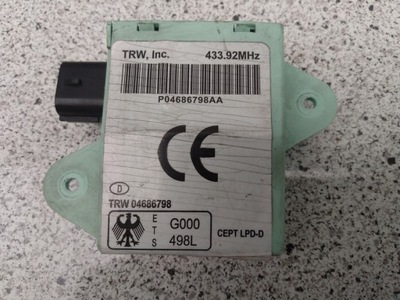 TRW, Inc. 433.92MHz
P04686798AA
CE
D
TRW 04686798
E T S
G000
498L
CEPT LPD-D